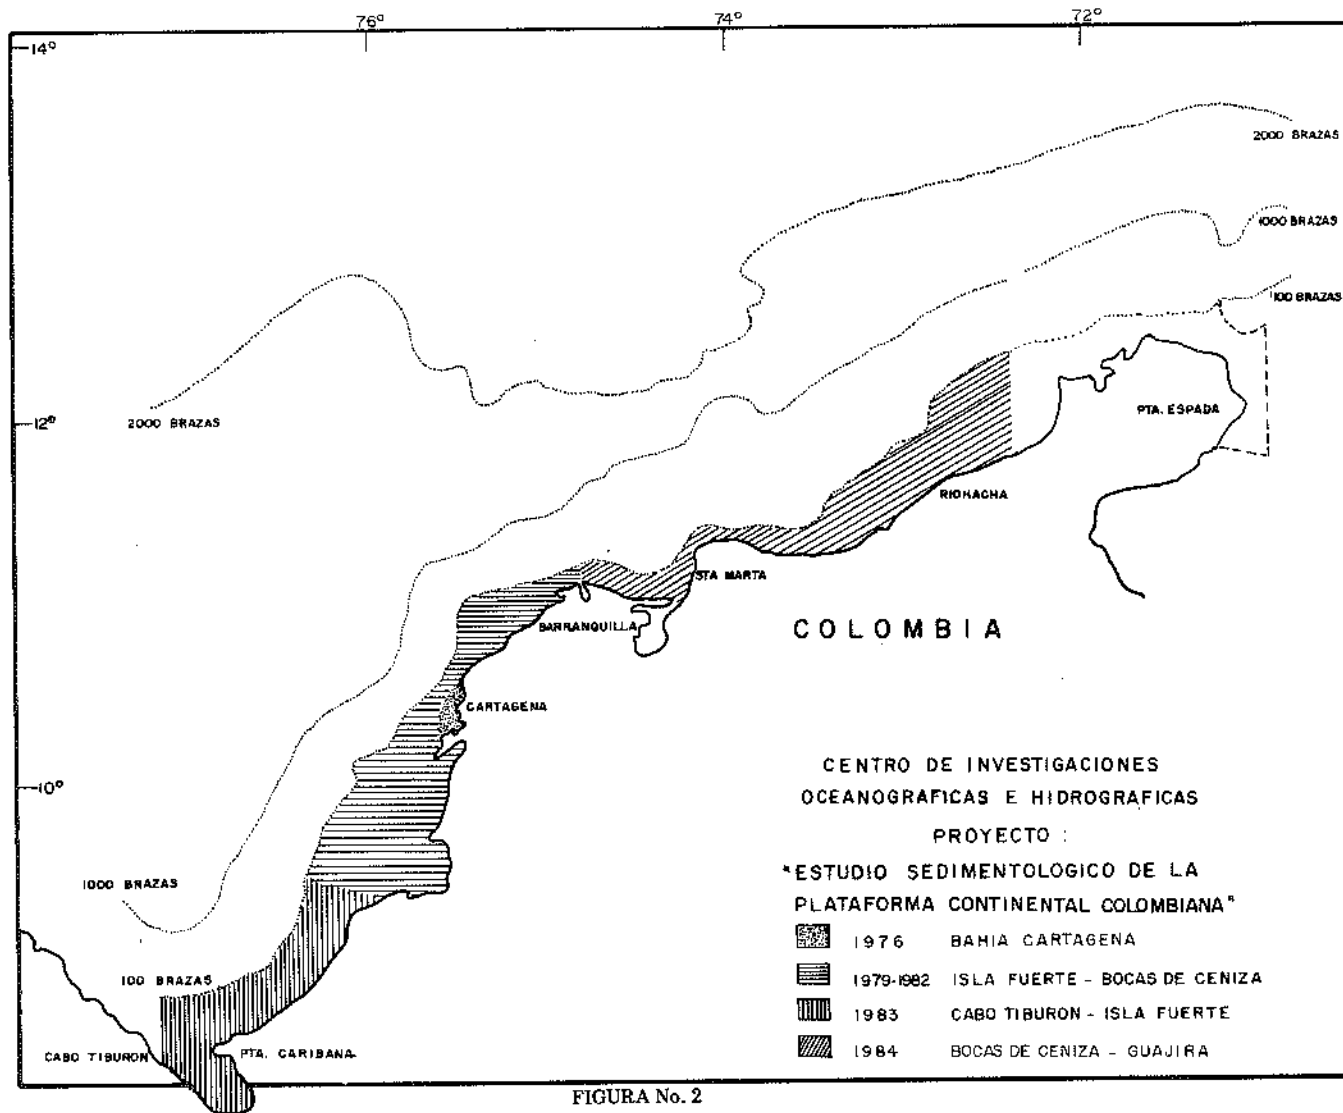 76° 74° 72°
14°
2000 BRAZAS
1000 BRAZAS
100 BRAZAS
PTA. ESPADA
12°
2000 BRAZAS
RIOHACHA
STA MARTA
BARRANQUILLA
COLOMBIA
CARTAGENA
10°
CENTRO DE INVESTIGACIONES
OCEANOGRAFICAS E HIDROGRAFICAS
PROYECTO :
"ESTUDIO SEDIMENTOLOGICO DE LA
PLATAFORMA CONTINENTAL COLOMBIANA"
1976 BAHIA CARTAGENA
1979-1982 ISLA FUERTE - BOCAS DE CENIZA
1983 CABO TIBURON - ISLA FUERTE
1984 BOCAS DE CENIZA - GUAJIRA
1000 BRAZAS
100 BRAZAS
CABO TIBURON
PTA. CARIBANA
FIGURA No. 2